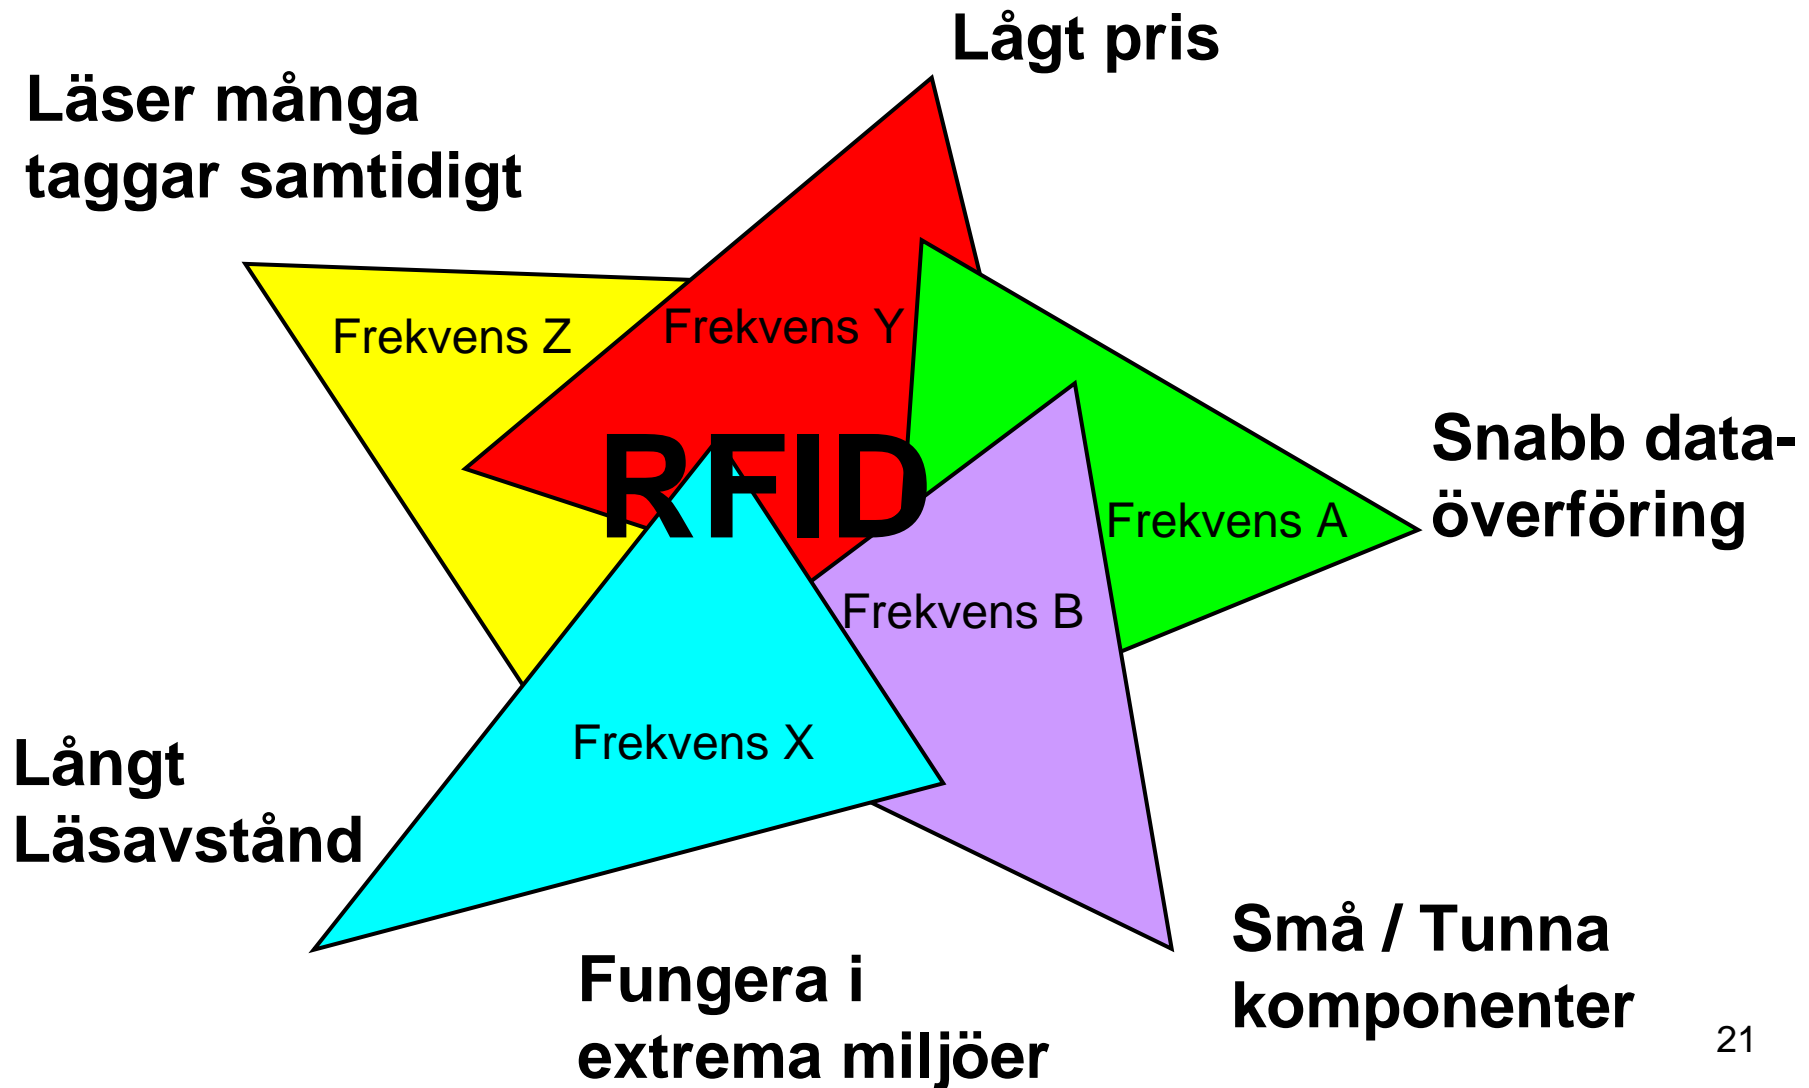 Lågt pris
Läser många
taggar samtidigt
Frekvens Z
Frekvens Y
RFID
Snabb data-
överföring
Frekvens A
Frekvens B
Frekvens X
Långt
Läsavstånd
Små / Tunna
komponenter
Fungera i
extrema miljöer
21